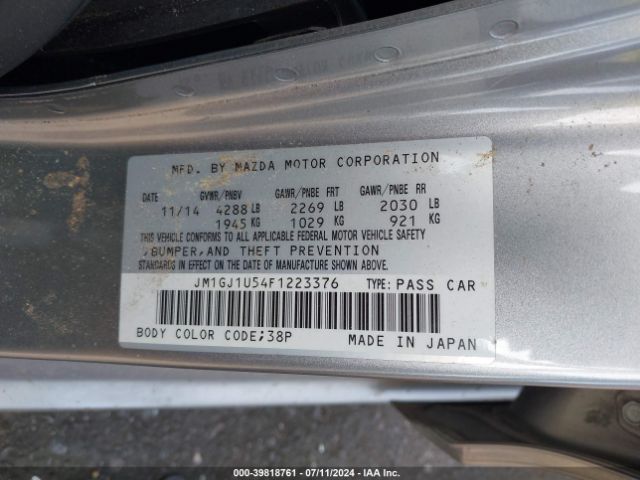 MFD. BY MAZDA MOTOR CORPORATION
DATE GVWR/PNBV GAWR/PNBE FRT GAWR/PNBE RR
11/14 4288 LB 2269 LB 2030 LB
1945 KG 1029 KG 921 KG
THIS VEHICLE CONFORMS TO ALL APPLICABLE FEDERAL MOTOR VEHICLE SAFETY
,BUMPER,AND THEFT PREVENTION
STANDARDS IN EFFECT ON THE DATE OF MANUFACTURE SHOWN ABOVE.
JM1GJ1U54F1223376 TYPE: PASS CAR
BODY COLOR CODE;38P MADE IN JAPAN
000-39818761 - 07/11/2024 - IAA Inc.